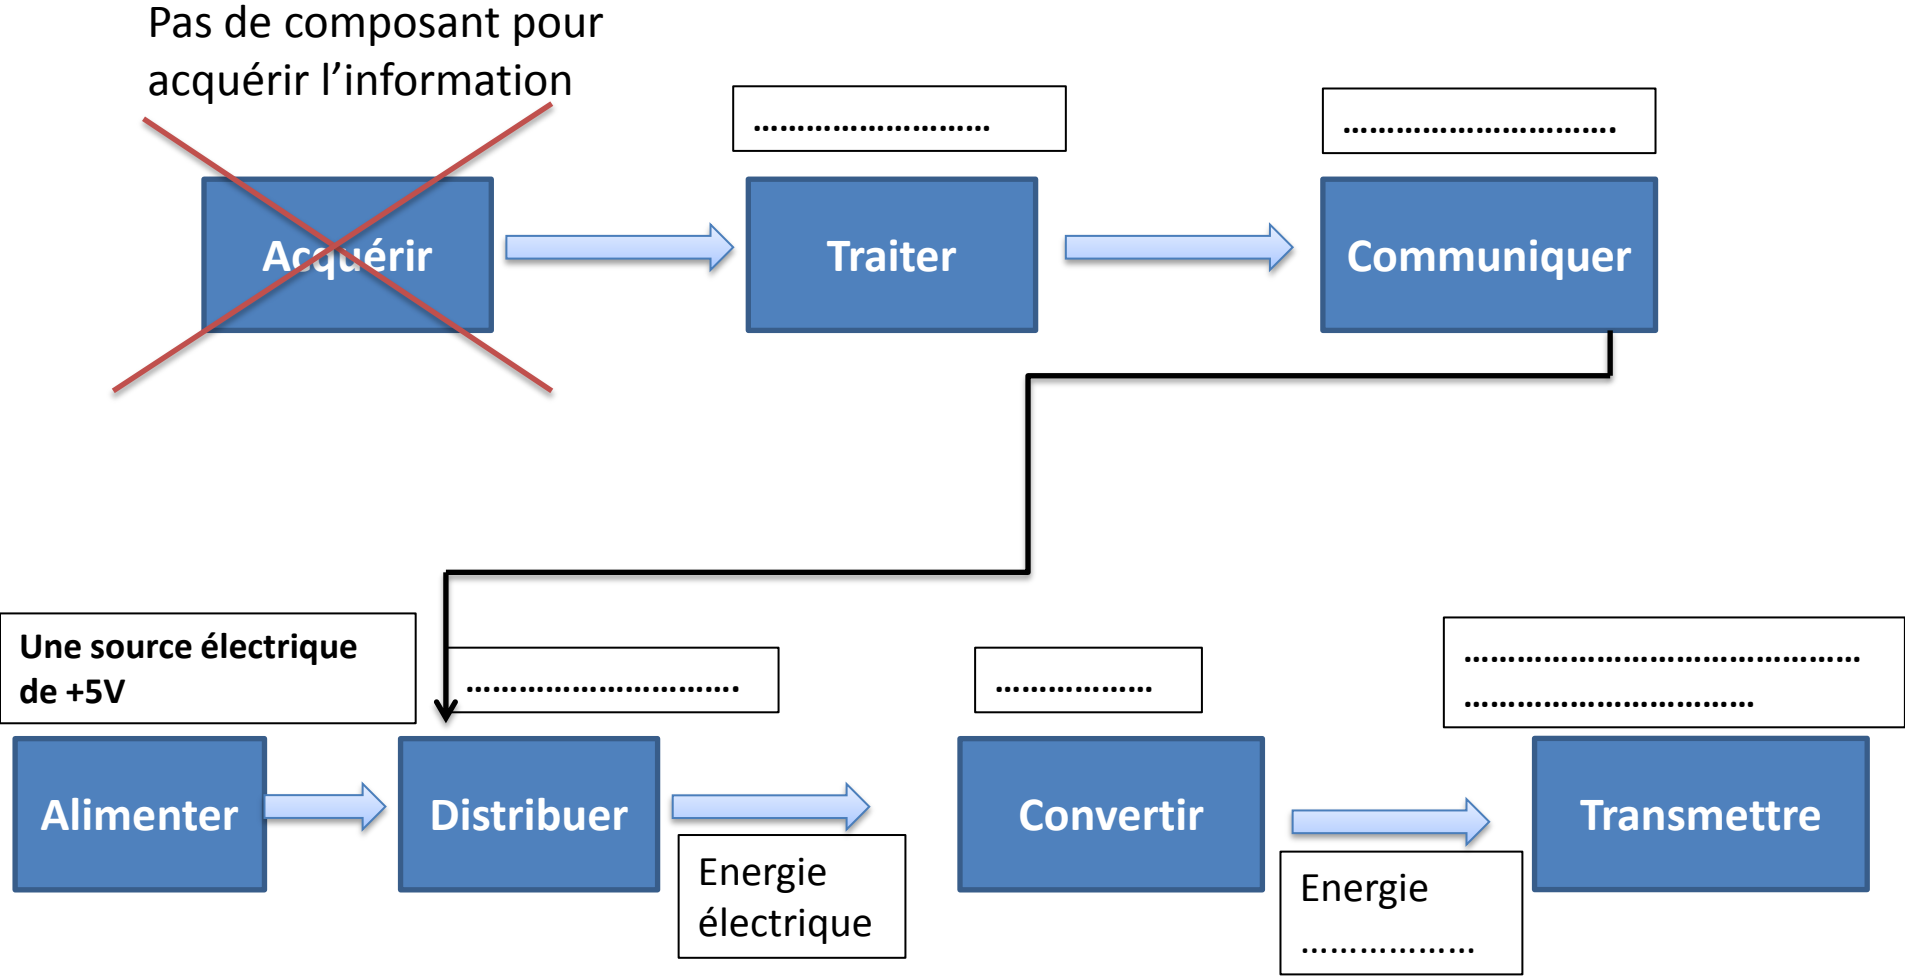 Pas de composant pour
acquérir l’information
…………………………
…………………………….
Acquérir
Traiter
Communiquer
Une source électrique
de +5V
…………………………….
………………
………………………………………
……………………………
Alimenter
Distribuer
Convertir
Transmettre
Energie
électrique
Energie
………………